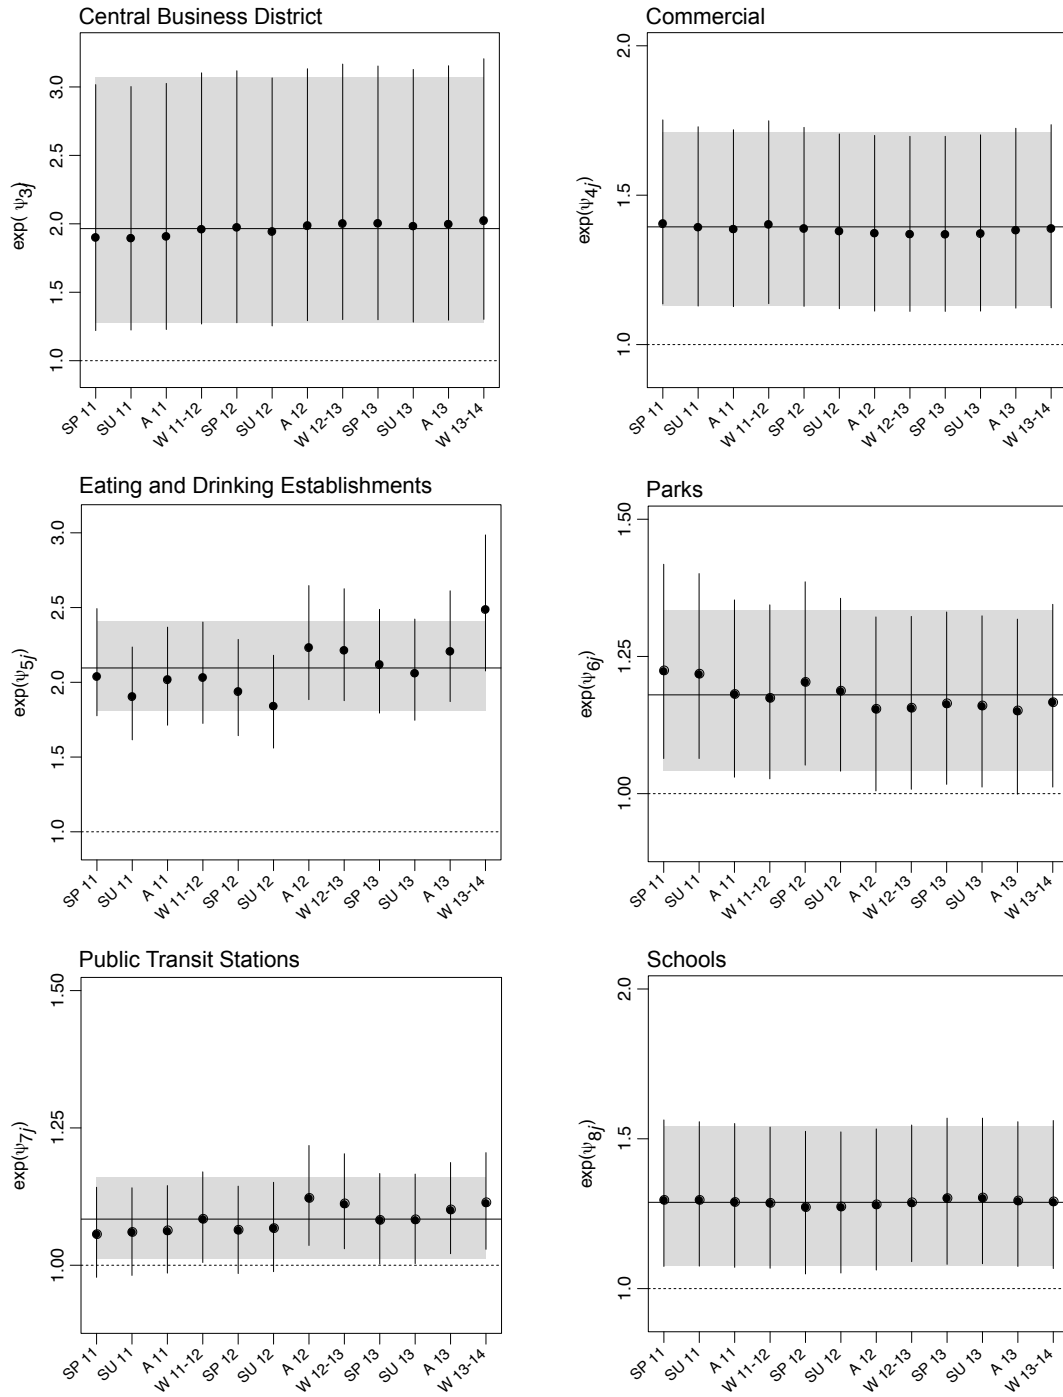 Central Business District
exp( ψ3j)
3.0
2.5
2.0
1.5
1.0
SP 11
SU 11
A 11
W 11-12
SP 12
SU 12
A 12
W 12-13
SP 13
SU 13
A 13
W 13-14
Commercial
exp(ψ4j)
2.0
1.5
1.0
SP 11
SU 11
A 11
W 11-12
SP 12
SU 12
A 12
W 12-13
SP 13
SU 13
A 13
W 13-14
Eating and Drinking Establishments
exp(ψ5j)
3.0
2.5
2.0
1.5
1.0
SP 11
SU 11
A 11
W 11-12
SP 12
SU 12
A 12
W 12-13
SP 13
SU 13
A 13
W 13-14
Parks
exp(ψ6j)
1.50
1.25
1.00
SP 11
SU 11
A 11
W 11-12
SP 12
SU 12
A 12
W 12-13
SP 13
SU 13
A 13
W 13-14
Public Transit Stations
exp(ψ7j)
1.50
1.25
1.00
SP 11
SU 11
A 11
W 11-12
SP 12
SU 12
A 12
W 12-13
SP 13
SU 13
A 13
W 13-14
Schools
exp(ψ8j)
2.0
1.5
1.0
SP 11
SU 11
A 11
W 11-12
SP 12
SU 12
A 12
W 12-13
SP 13
SU 13
A 13
W 13-14